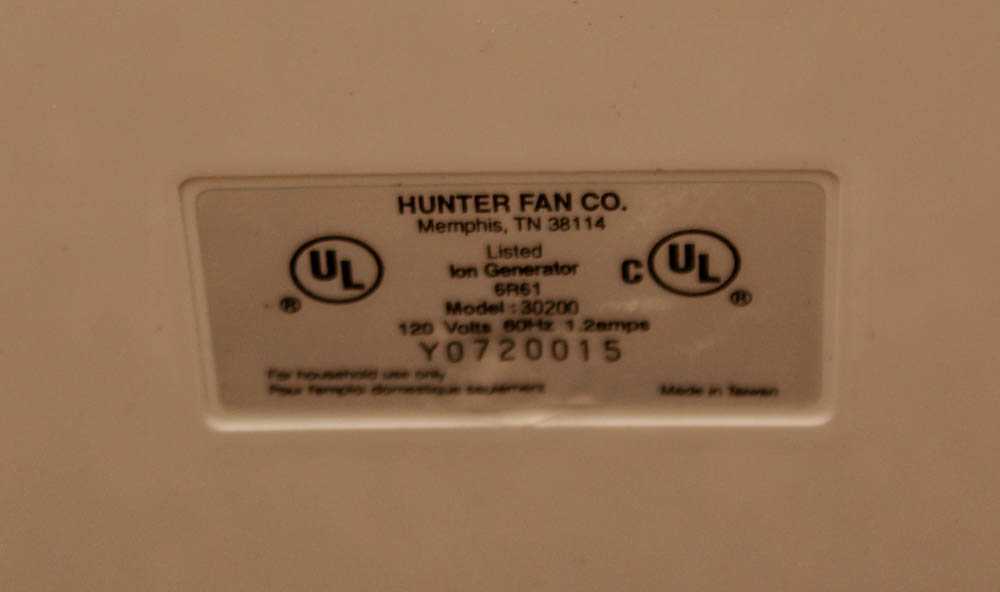 HUNTER FAN CO.
Memphis, TN 38114
Listed
Ion Generator
6R61
Model : 30200
120 Volts 60Hz 1.2amps
Y0720015
UL
®
C UL
®
For household use only
Pour l'emploi domestique seulement
Made in Taiwan